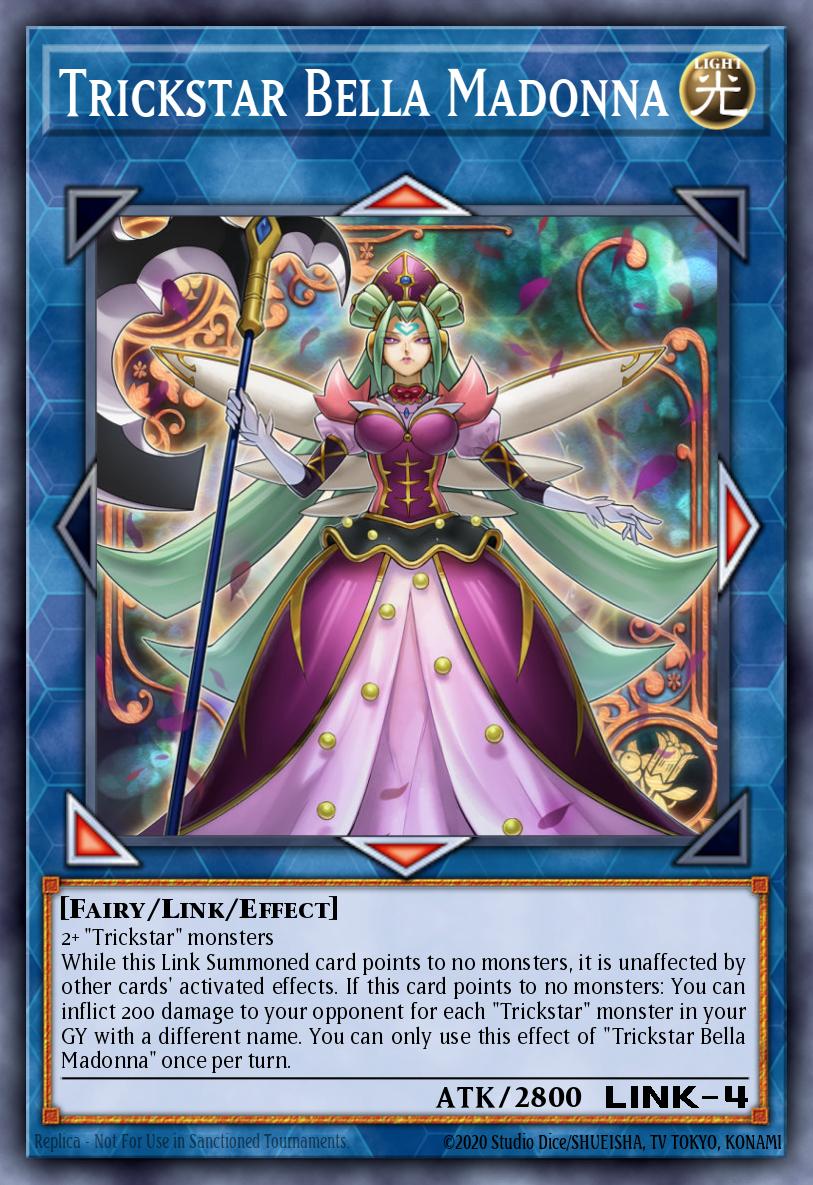 Trickstar Bella Madonna
LIGHT
光
[Fairy/Link/Effect]
2+ "Trickstar" monsters
While this Link Summoned card points to no monsters, it is unaffected by
other cards' activated effects. If this card points to no monsters: You can
inflict 200 damage to your opponent for each "Trickstar" monster in your
GY with a different name. You can only use this effect of "Trickstar Bella
Madonna" once per turn.
ATK/2800 LINK-4
Replica - Not For Use in Sanctioned Tournaments.
©2020 Studio Dice/SHUEISHA, TV TOKYO, KONAMI